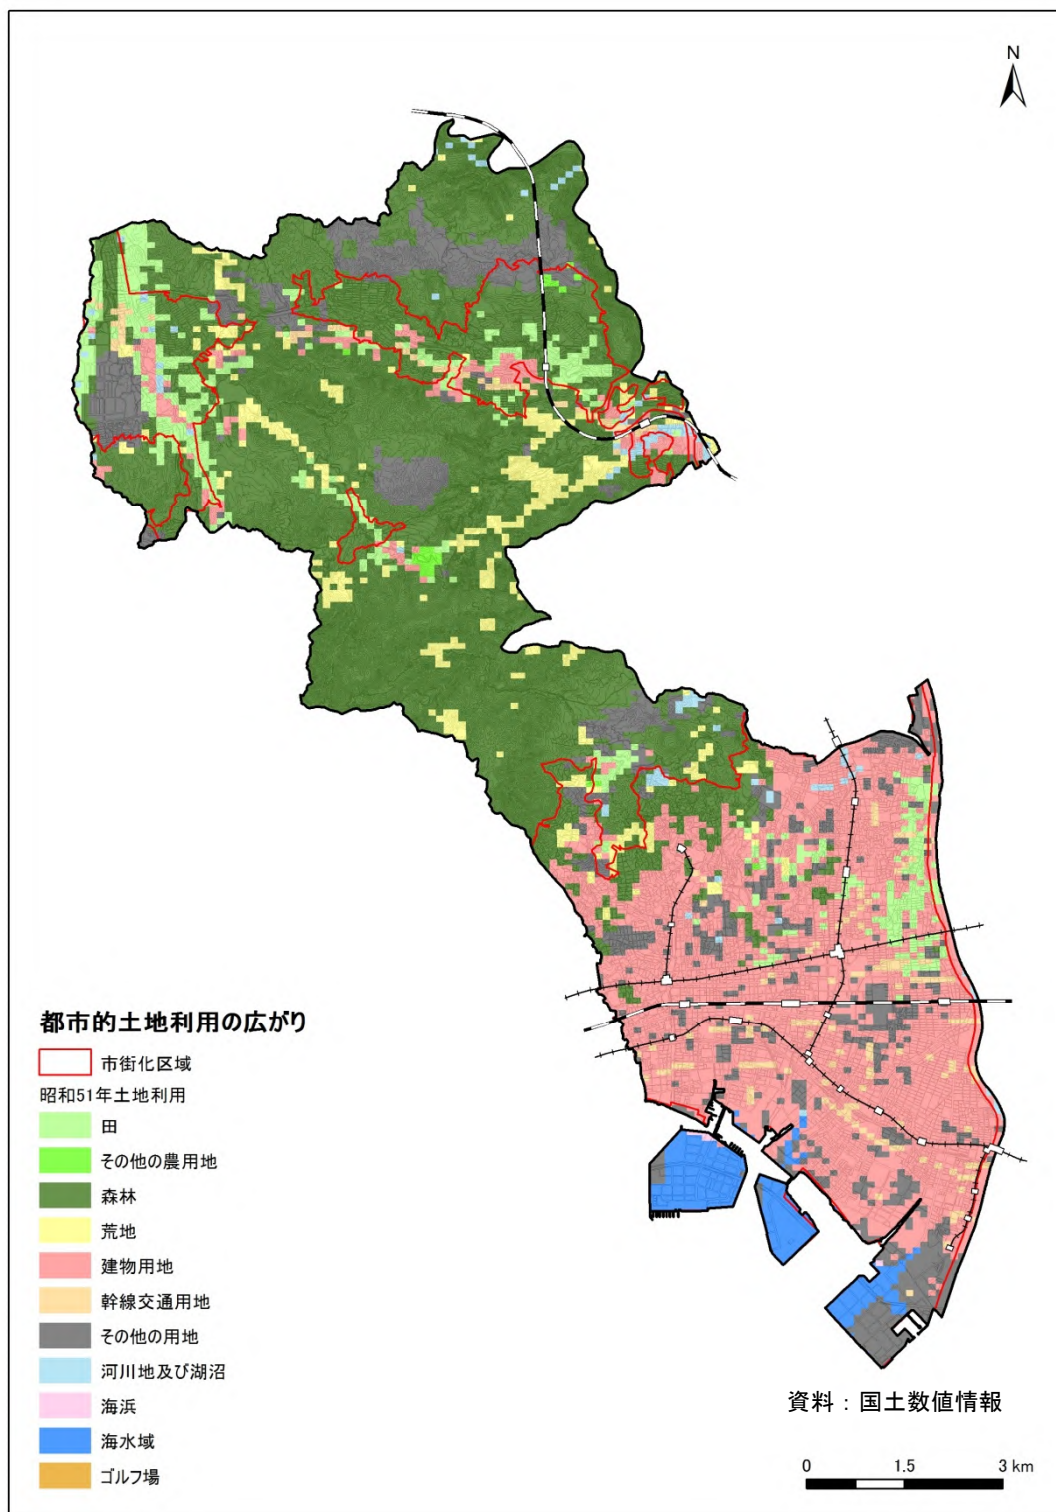 N
都市的土地利用の広がり
市街化区域
昭和51年土地利用
田
その他の農用地
森林
荒地
建物用地
幹線交通用地
その他の用地
河川地及び湖沼
海浜
海水域
ゴルフ場
資料：国土数値情報
0 1.5 3 km